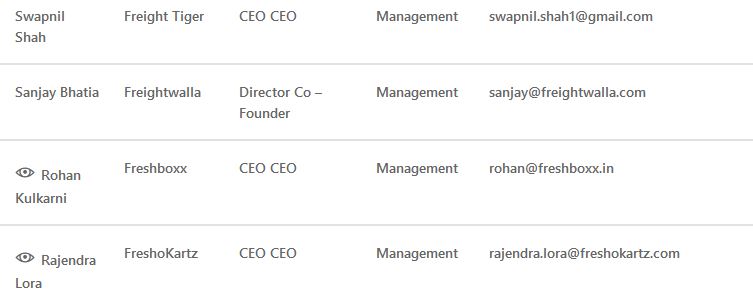 Swapnil Freight Tiger CEO CEO Management swapnil.shah1@gmail.com
Shah
Sanjay Bhatia Freightwalla Director Co – Management sanjay@freightwalla.com
Founder
Rohan Freshboxx CEO CEO Management rohan@freshboxx.in
Kulkarni
Rajendra FreshoKartz CEO CEO Management rajendra.lora@freshokartz.com
Lora